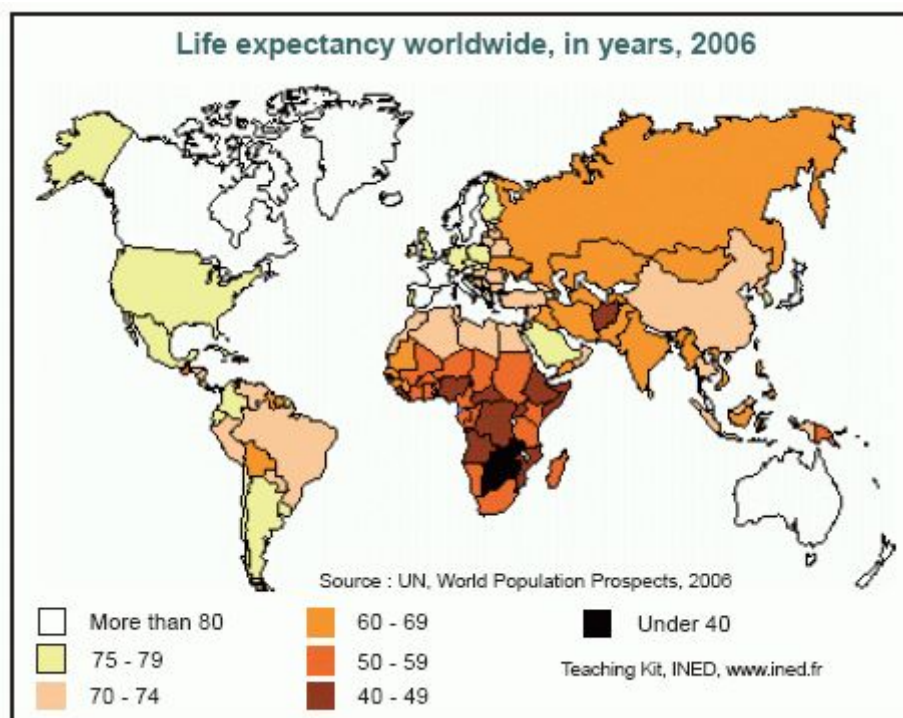 Life expectancy worldwide, in years, 2006
Source : UN, World Population Prospects, 2006
More than 80
75 - 79
70 - 74
60 - 69
50 - 59
40 - 49
Under 40
Teaching Kit, INED, www.ined.fr